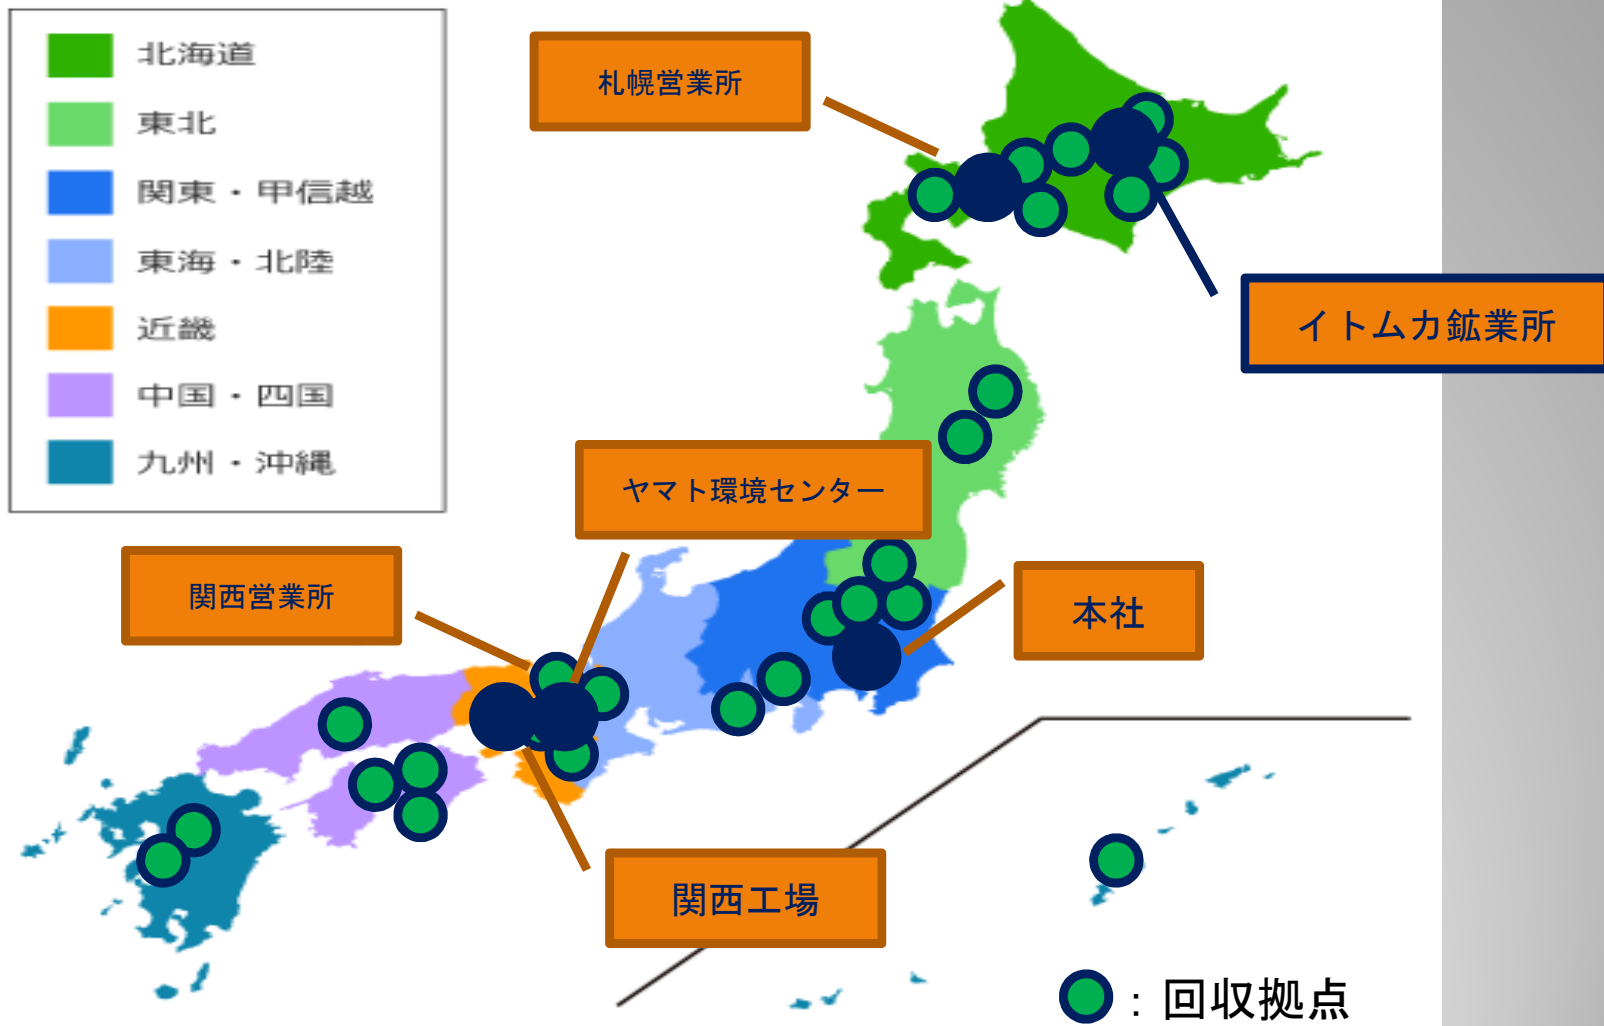 北海道
東北
関東・甲信越
東海・北陸
近畿
中国・四国
九州・沖縄
札幌営業所
イトムカ鉱業所
ヤマト環境センター
関西営業所
本社
関西工場
：回収拠点